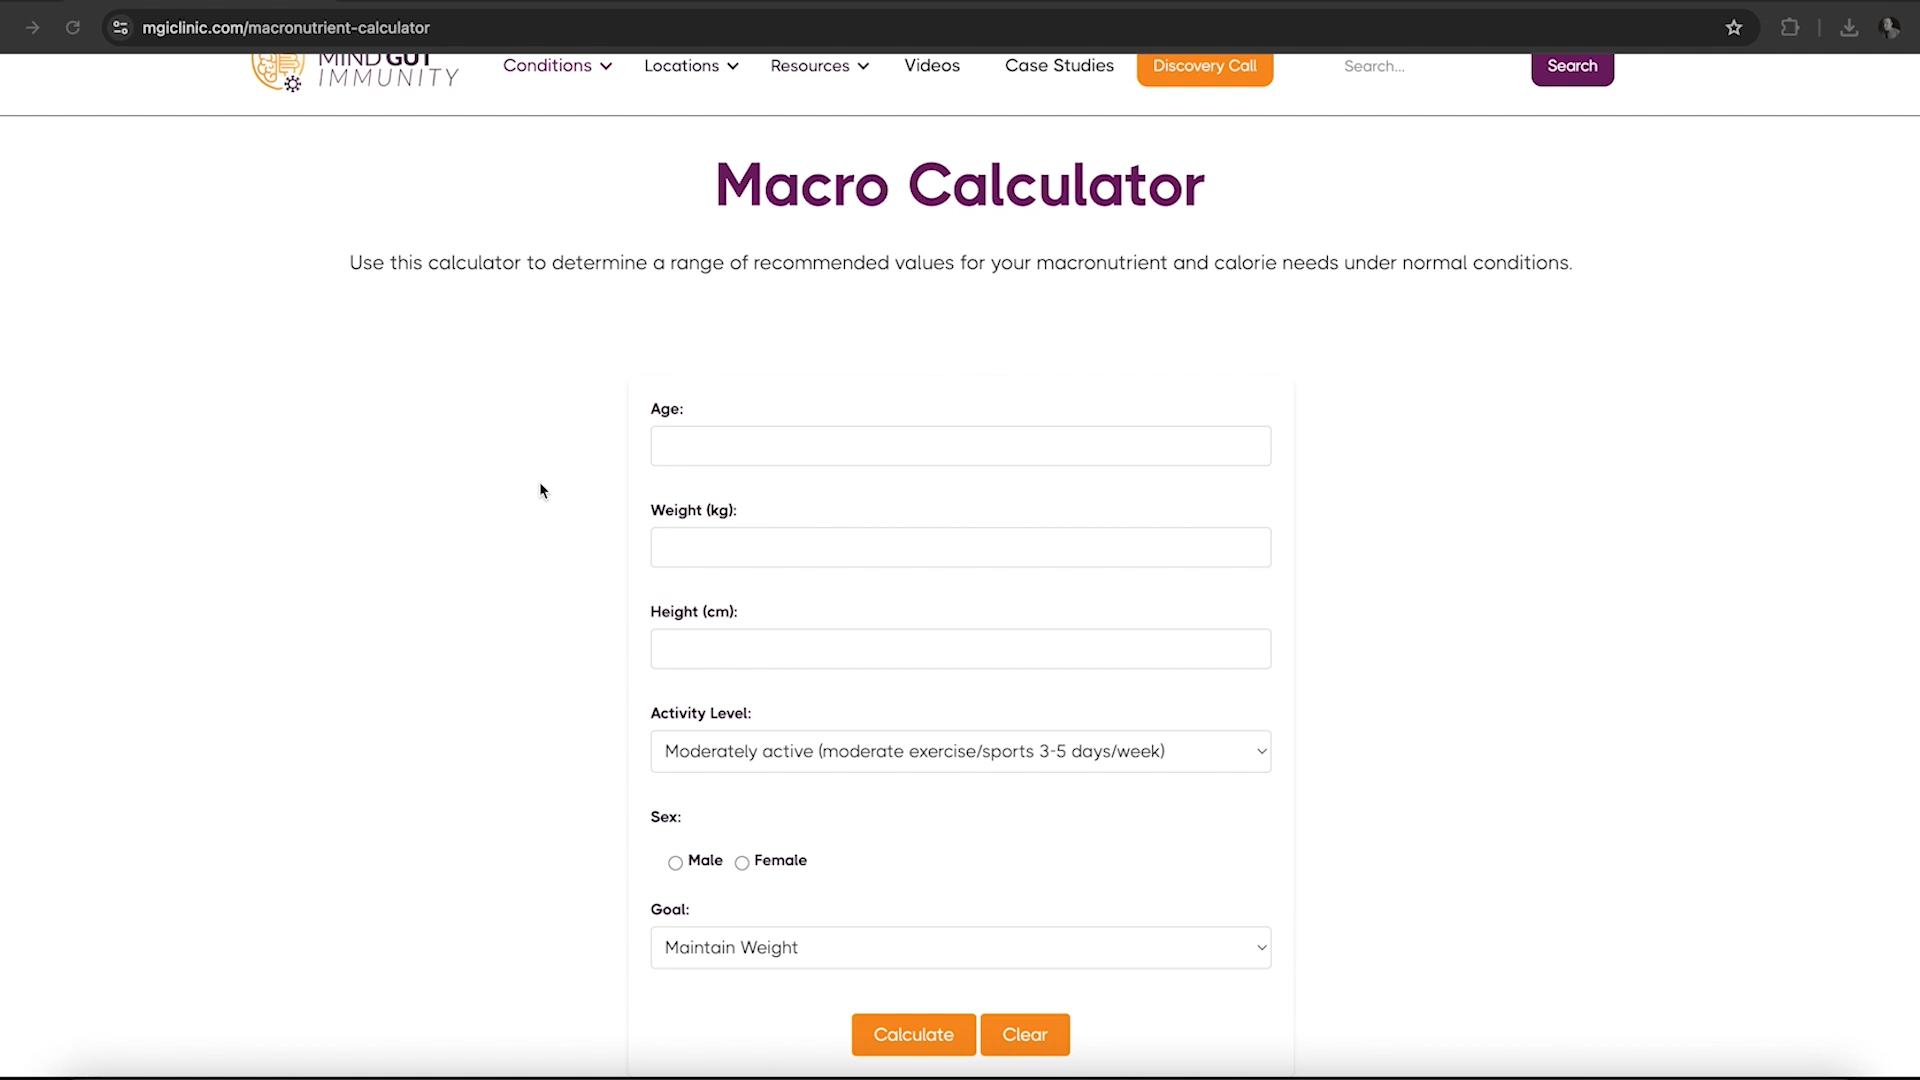 mgiclinic.com/macronutrient-calculator
MIND GUT
IMMUNITY
Conditions
Locations
Resources
Videos
Case Studies
Discovery Call
Search...
Search
Macro Calculator
Use this calculator to determine a range of recommended values for your macronutrient and calorie needs under normal conditions.
Age:
Weight (kg):
Height (cm):
Activity Level:
Moderately active (moderate exercise/sports 3-5 days/week)
Sex:
Male Female
Goal:
Maintain Weight
Calculate Clear